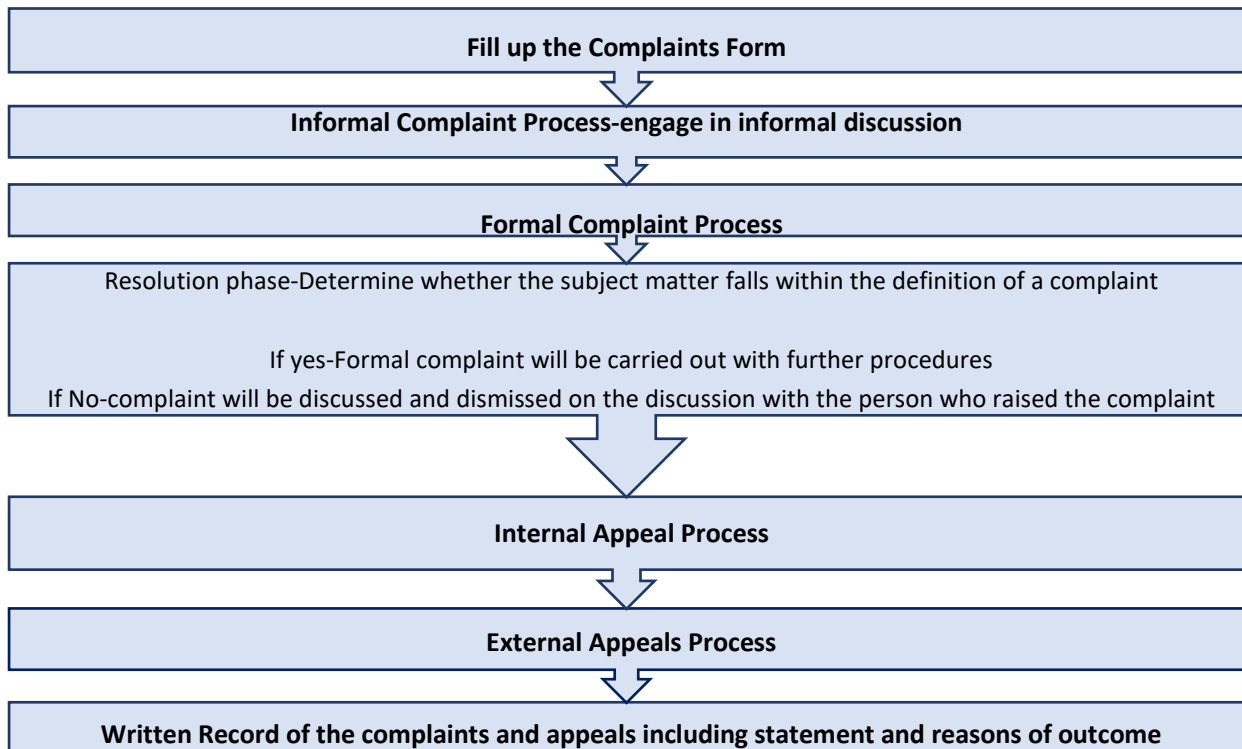 Fill up the Complaints Form
Informal Complaint Process-engage in informal discussion
Formal Complaint Process
Resolution phase-Determine whether the subject matter falls within the definition of a complaint
If yes-Formal complaint will be carried out with further procedures
If No-complaint will be discussed and dismissed on the discussion with the person who raised the complaint
Internal Appeal Process
External Appeals Process
Written Record of the complaints and appeals including statement and reasons of outcome